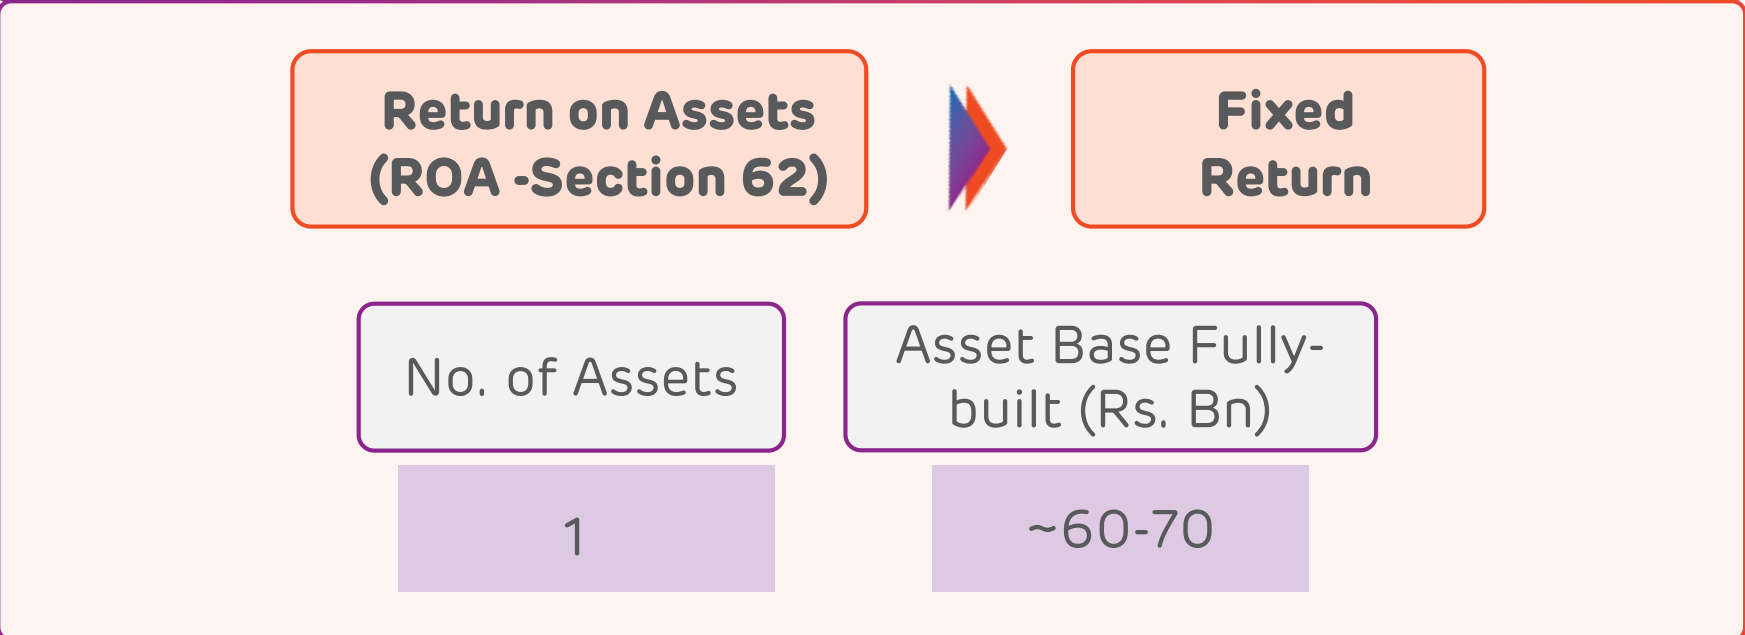 Return on Assets
(ROA -Section 62)
Fixed
Return
No. of Assets
Asset Base Fully-
built (Rs. Bn)
1
~60-70